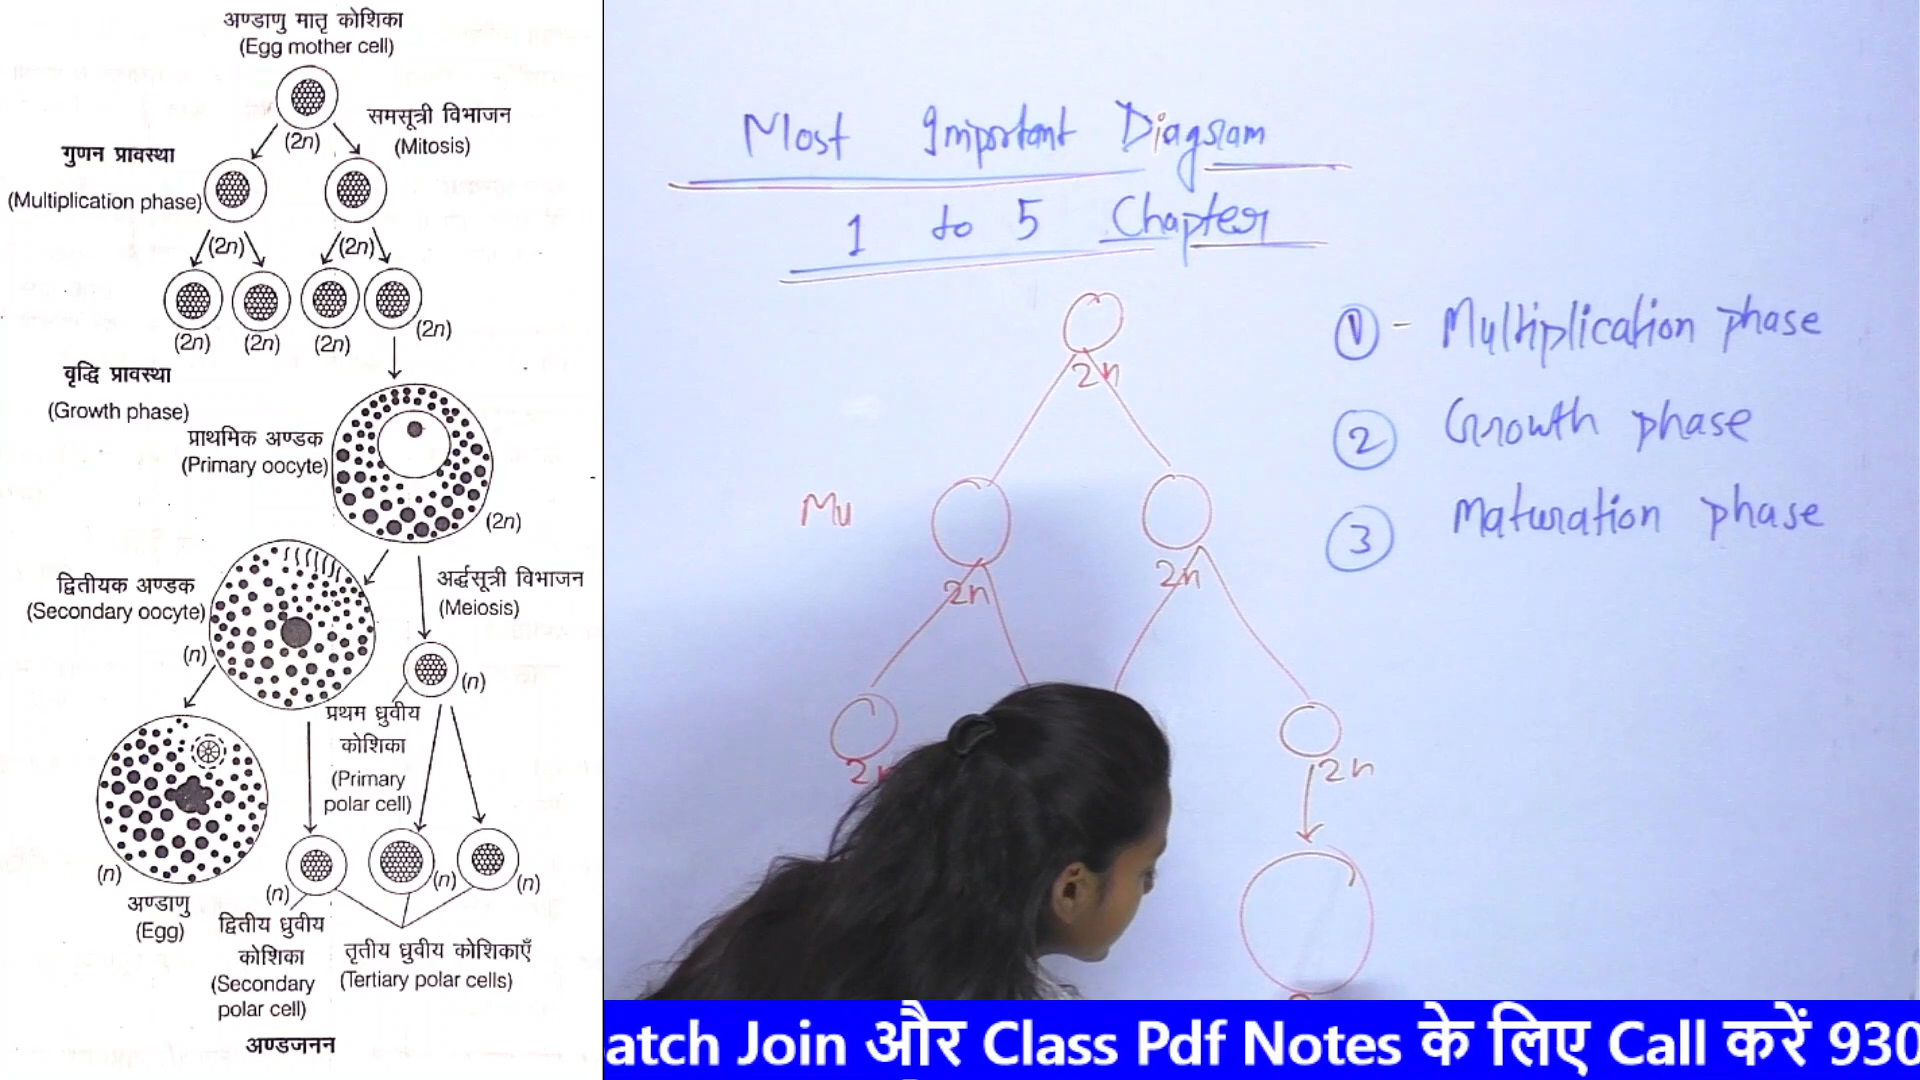 अण्डाणु मातृ कोशिका
(Egg mother cell)
समसूत्री विभाजन
(2n)
(Mitosis)
गुणन प्रावस्था
(Multiplication phase)
(2n) (2n)
(2n) (2n) (2n) (2n)
वृद्धि प्रावस्था
(Growth phase)
प्राथमिक अण्डक
(Primary oocyte)
(2n)
द्वितीयक अण्डक
(Secondary oocyte)
(n)
अर्द्धसूत्री विभाजन
(Meiosis)
(n)
प्रथम ध्रुवीय
कोशिका
(Primary
polar cell)
(n)
अण्डाणु
(Egg)
(n) (n) (n)
द्वितीय ध्रुवीय
कोशिका
(Secondary
polar cell)
तृतीय ध्रुवीय कोशिकाएँ
(Tertiary polar cells)
अण्डजनन
Most Important Diagram
1 to 5 Chapter
2n
Mu
2n 2n
2n
2n
1 - Multiplication phase
2 Growth phase
3 Maturation phase
atch Join और Class Pdf Notes के लिए Call करें 930